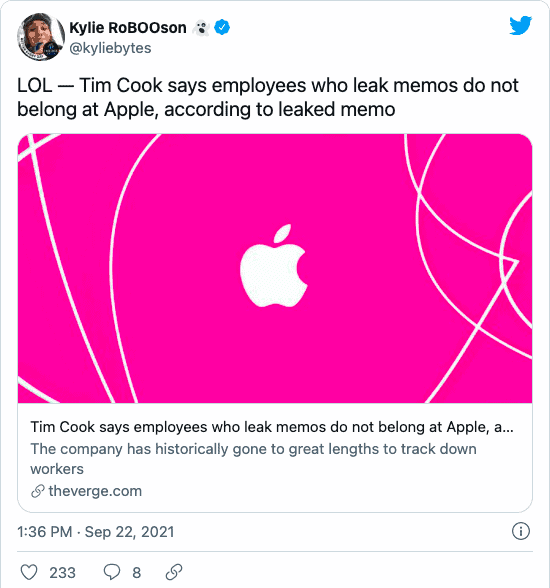 Kylie RoBOOson 👻
@kyliebytes
LOL — Tim Cook says employees who leak memos do not
belong at Apple, according to leaked memo
Tim Cook says employees who leak memos do not belong at Apple, a...
The company has historically gone to great lengths to track down
workers
theverge.com
1:36 PM · Sep 22, 2021
233 8